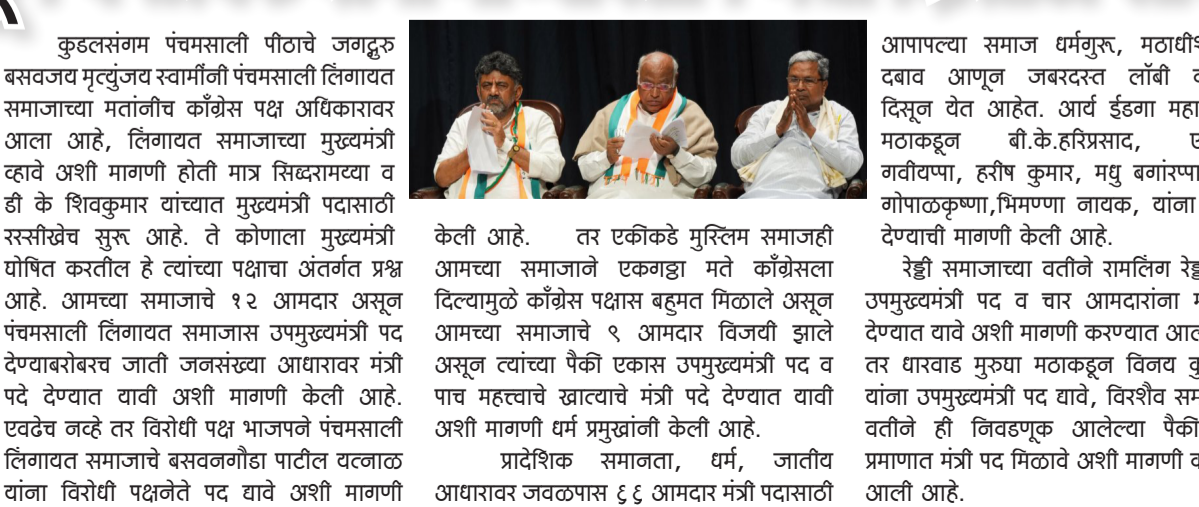 कुडलसंगम पंचमसाली पीठाचे जगद्गुरु
बसवजय मृत्युंजय स्वामींनी पंचमसाली लिंगायत
समाजाच्या मतांनीच काँग्रेस पक्ष अधिकारावर
आला आहे, लिंगायत समाजाच्या मुख्यमंत्री
व्हावे अशी मागणी होती मात्र सिध्दरामय्या व
डी के शिवकुमार यांच्यात मुख्यमंत्री पदासाठी
रस्सीखेच सुरू आहे. ते कोणाला मुख्यमंत्री
घोषित करतील हे त्यांच्या पक्षाचा अंतर्गत प्रश्न
आहे. आमच्या समाजाचे १२ आमदार असून
पंचमसाली लिंगायत समाजास उपमुख्यमंत्री पद
देण्याबरोबरच जाती जनसंख्या आधारावर मंत्री
पदे देण्यात यावी अशी मागणी केली आहे.
एवढेच नव्हे तर विरोधी पक्ष भाजपने पंचमसाली
लिंगायत समाजाचे बसवनगौडा पाटील यत्नाळ
यांना विरोधी पक्षनेते पद द्यावे अशी मागणी
केली आहे. तर एकीकडे मुस्लिम समाजही
आमच्या समाजाने एकगठ्ठा मते काँग्रेसला
दिल्यामुळे काँग्रेस पक्षास बहुमत मिळाले असून
आमच्या समाजाचे ९ आमदार विजयी झाले
असून त्यांच्या पैकी एकास उपमुख्यमंत्री पद व
पाच महत्त्वाचे खात्याचे मंत्री पदे देण्यात यावी
अशी मागणी धर्म प्रमुखांनी केली आहे.
प्रादेशिक समानता, धर्म, जातीय
आधारावर जवळपास ६६ आमदार मंत्री पदासाठी
आपापल्या समाज धर्मगुरू,
दबाव आणून जबरदस्त लॉबी
दिसून येत आहेत. आर्य ईडगा
मठाकडून बी.के.हरिप्रसाद,
गवीयप्पा, हरीष कुमार, मधु बगांरप्पा
गोपाळकृष्णा,भिमण्णा नायक, यांना
देण्याची मागणी केली आहे.
रेड्डी समाजाच्या वतीने रामलिंग
उपमुख्यमंत्री पद व चार आमदारांना
देण्यात यावे अशी मागणी करण्यात
तर धारवाड मुरुघा मठाकडून विनय
यांना उपमुख्यमंत्री पद द्यावे, विरशैव
वतीने ही निवडणूक आलेल्या पैकी
प्रमाणात मंत्री पद मिळावे अशी मागणी
आली आहे.